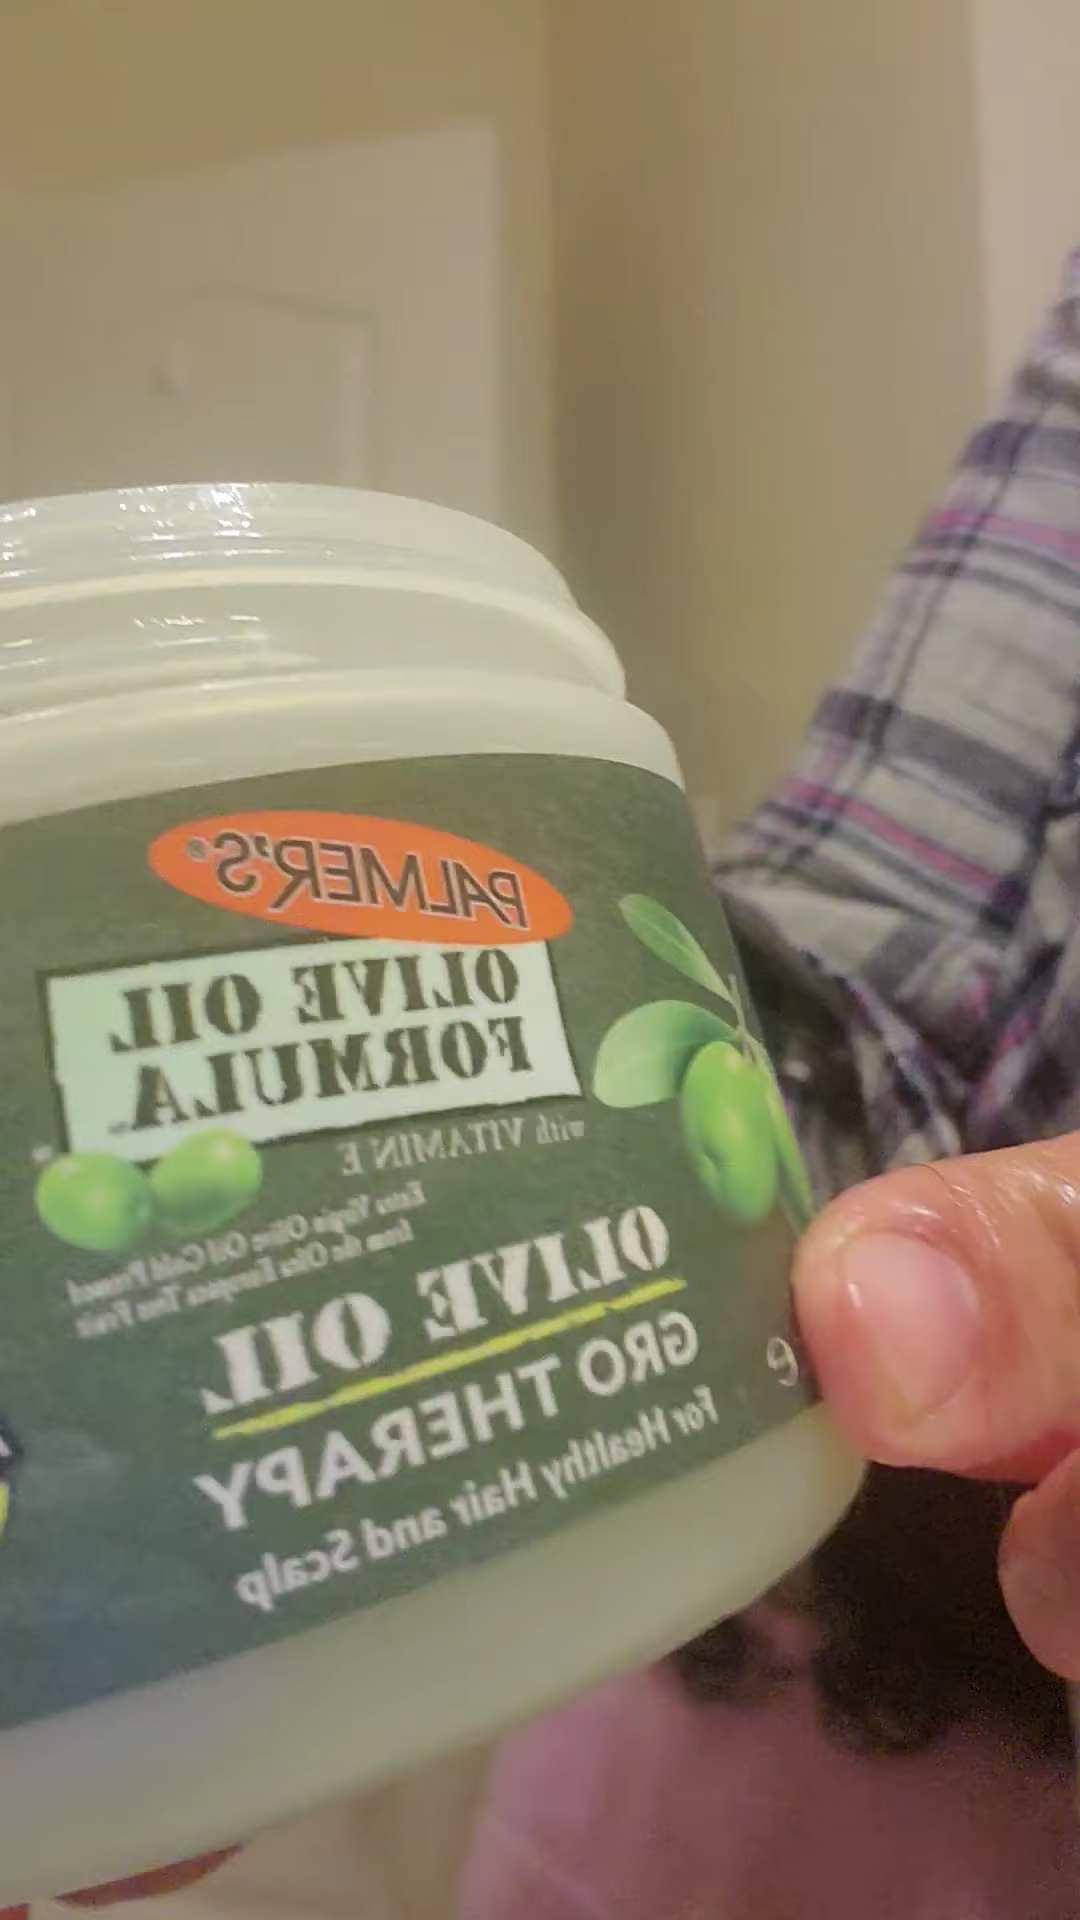 PALMER'S®
OLIVE OIL
FORMULA™
with VITAMIN E
Extra Virgin Olive Oil Cold Pressed
from the Olea Europaea Tree Fruit
OLIVE OIL
GRO THERAPY
For Healthy Hair and Scalp
e